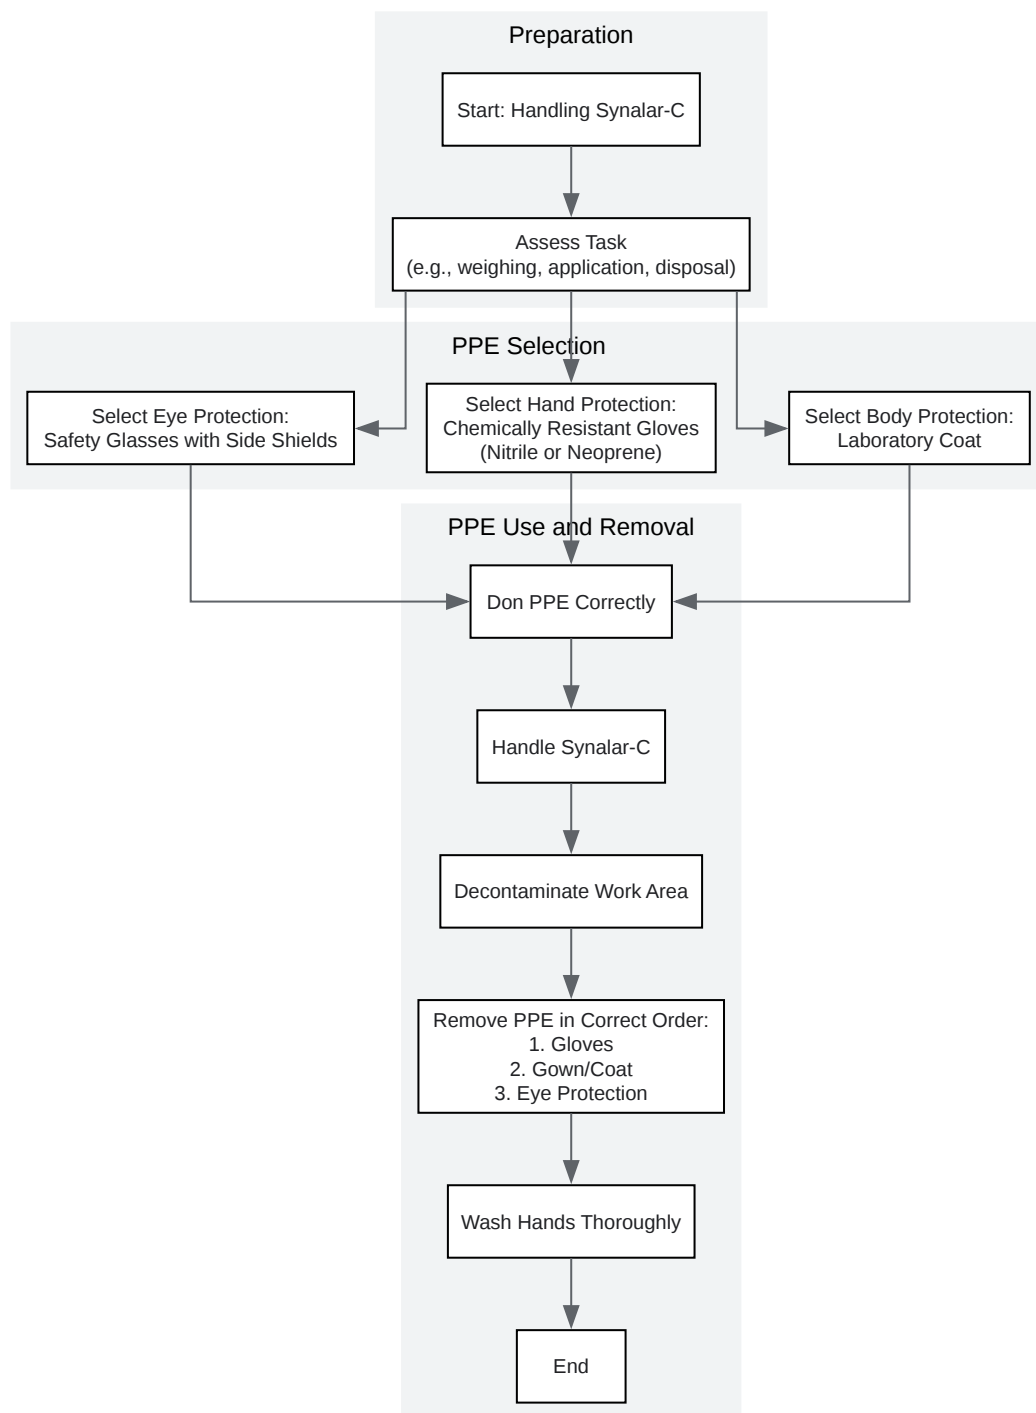 Preparation
Start: Handling Synalar-C
Assess Task
(e.g., weighing, application, disposal)
PPE Selection
Select Eye Protection:
Safety Glasses with Side Shields
Select Hand Protection:
Chemically Resistant Gloves
(Nitrile or Neoprene)
Select Body Protection:
Laboratory Coat
PPE Use and Removal
Don PPE Correctly
Handle Synalar-C
Decontaminate Work Area
Remove PPE in Correct Order:
1. Gloves
2. Gown/Coat
3. Eye Protection
Wash Hands Thoroughly
End